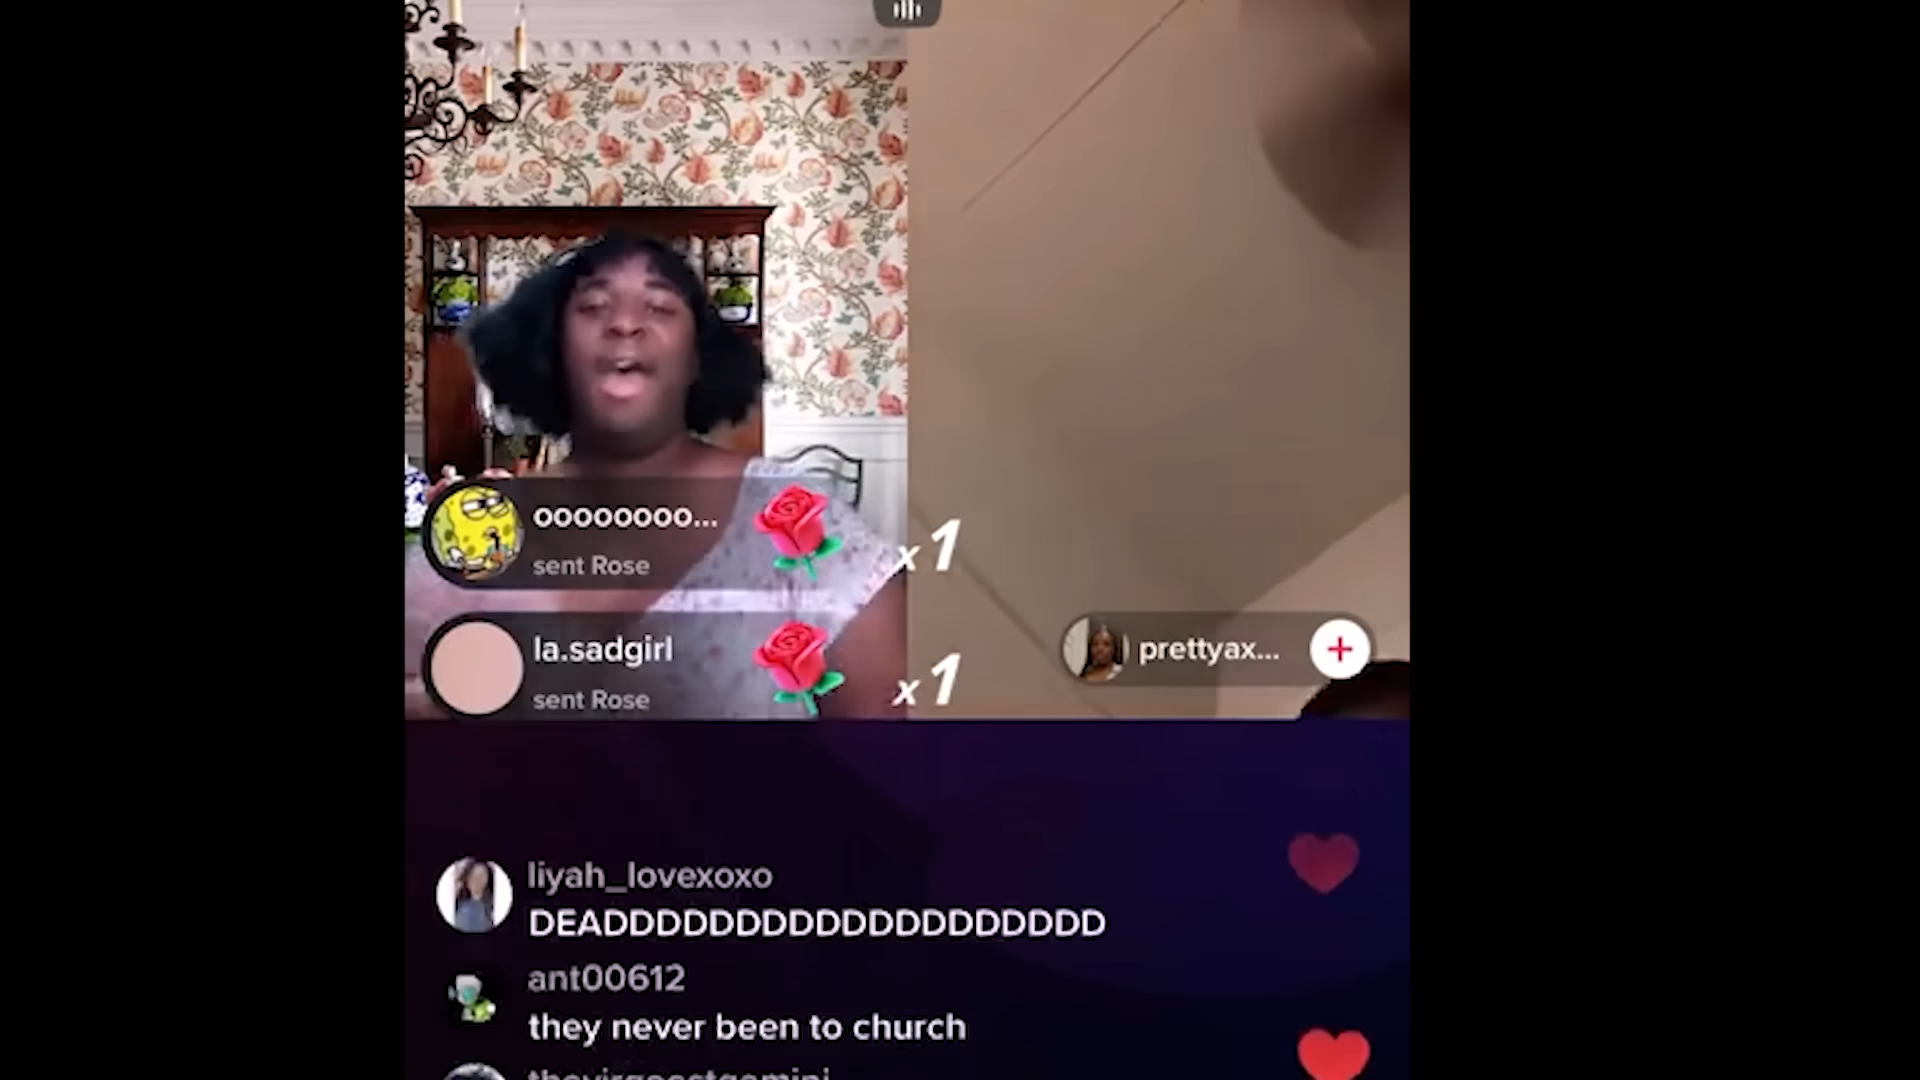 oooooooo...
sent Rose
x1
la.sadgirl
sent Rose
x1
prettyax...
liyah_lovexoxo
DEADDDDDDDDDDDDDDDDDDD
ant00612
they never been to church